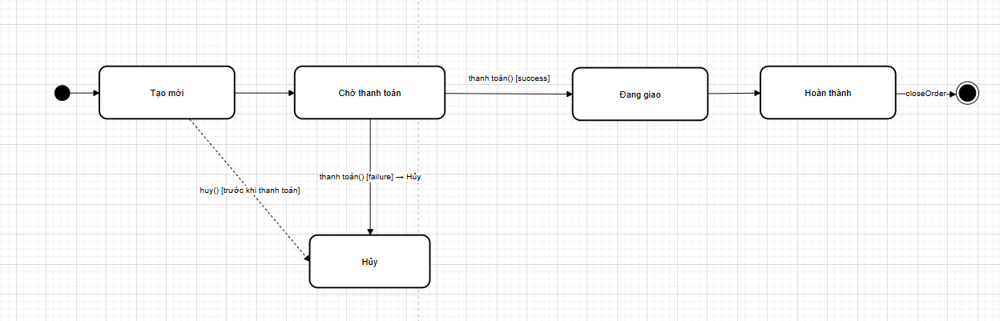 Tạo mới
Chờ thanh toán
thanh toán() [success]
Đang giao
Hoàn thành
closeOrder
thanh toán() [failure] → Hủy
huy() [trước khi thanh toán]
Hủy